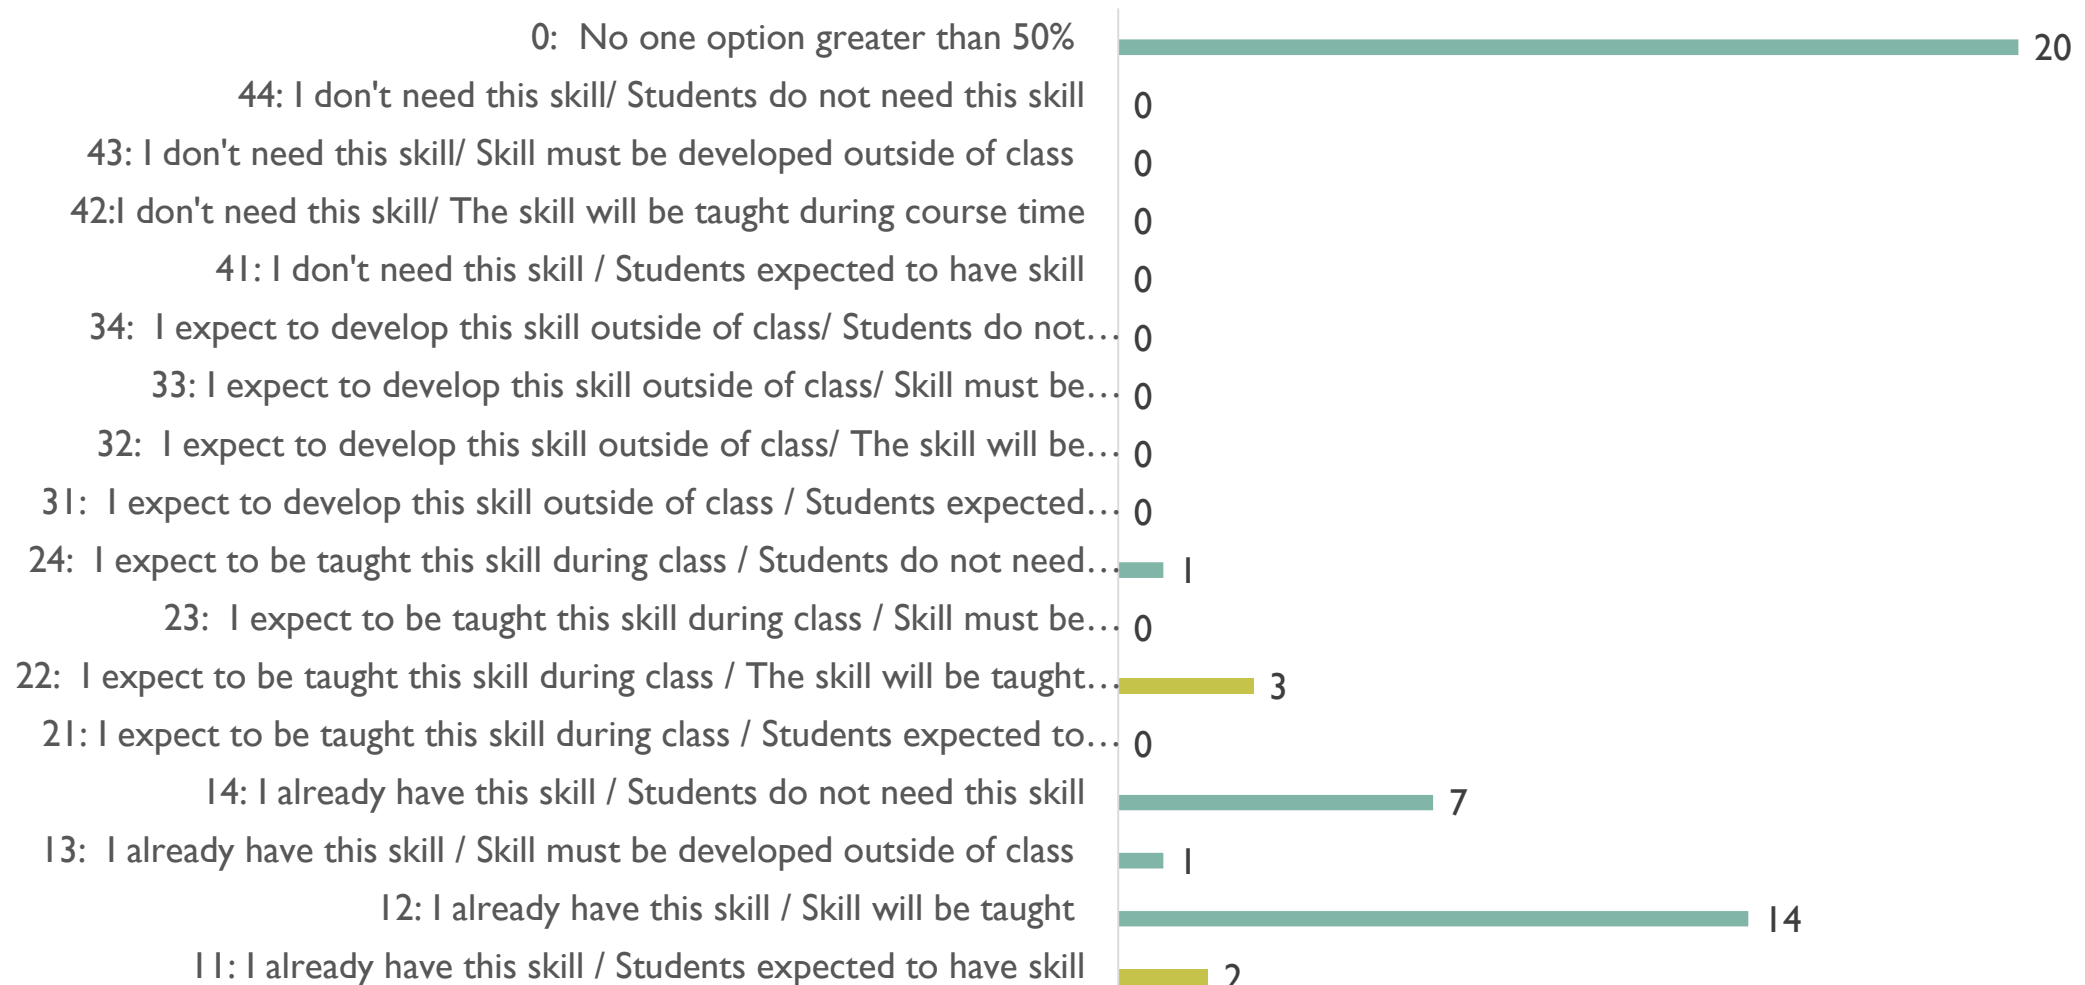 0:  No one option greater than 50% 20
44: I don't need this skill/ Students do not need this skill 0
43: I don't need this skill/ Skill must be developed outside of class 0
42:I don't need this skill/ The skill will be taught during course time 0
41: I don't need this skill / Students expected to have skill 0
34:  I expect to develop this skill outside of class/ Students do not… 0
33: I expect to develop this skill outside of class/ Skill must be… 0
32:  I expect to develop this skill outside of class/ The skill will be… 0
31:  I expect to develop this skill outside of class / Students expected… 0
24:  I expect to be taught this skill during class / Students do not need… 1
23:  I expect to be taught this skill during class / Skill must be… 0
22:  I expect to be taught this skill during class / The skill will be taught… 3
21: I expect to be taught this skill during class / Students expected to… 0
14: I already have this skill / Students do not need this skill 7
13:  I already have this skill / Skill must be developed outside of class 1
12: I already have this skill / Skill will be taught 14
11: I already have this skill / Students expected to have skill 2